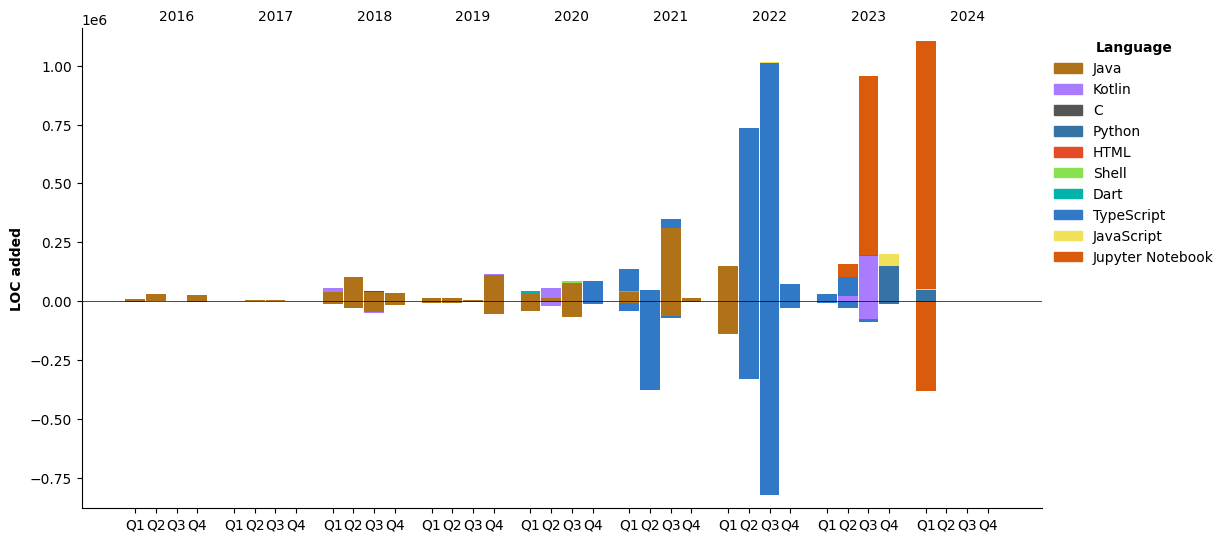 1e6
2016 2017 2018 2019 2020 2021 2022 2023 2024
LOC added
1.00
0.75
0.50
0.25
0.00
−0.25
−0.50
−0.75
Q1 Q2 Q3 Q4 Q1 Q2 Q3 Q4 Q1 Q2 Q3 Q4 Q1 Q2 Q3 Q4 Q1 Q2 Q3 Q4 Q1 Q2 Q3 Q4 Q1 Q2 Q3 Q4 Q1 Q2 Q3 Q4 Q1 Q2 Q3 Q4
Language
Java
Kotlin
C
Python
HTML
Shell
Dart
TypeScript
JavaScript
Jupyter Notebook